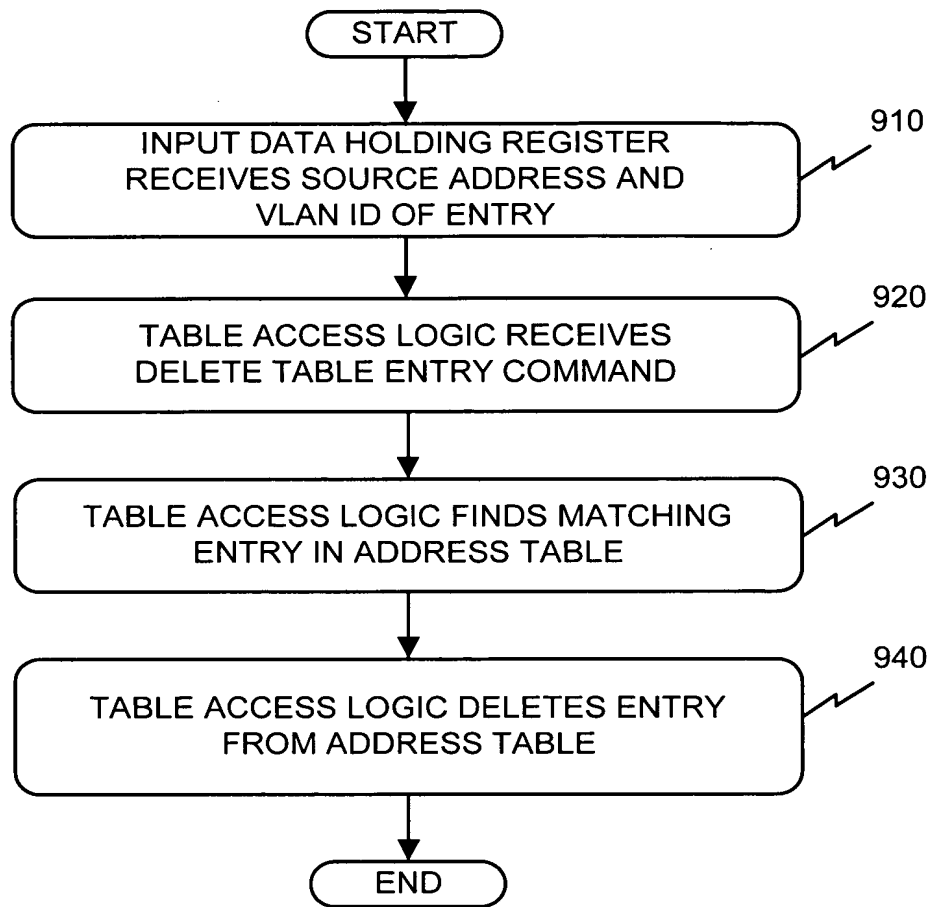 START
INPUT DATA HOLDING REGISTER
RECEIVES SOURCE ADDRESS AND
VLAN ID OF ENTRY
910
TABLE ACCESS LOGIC RECEIVES
DELETE TABLE ENTRY COMMAND
920
TABLE ACCESS LOGIC FINDS MATCHING
ENTRY IN ADDRESS TABLE
930
TABLE ACCESS LOGIC DELETES ENTRY
FROM ADDRESS TABLE
940
END